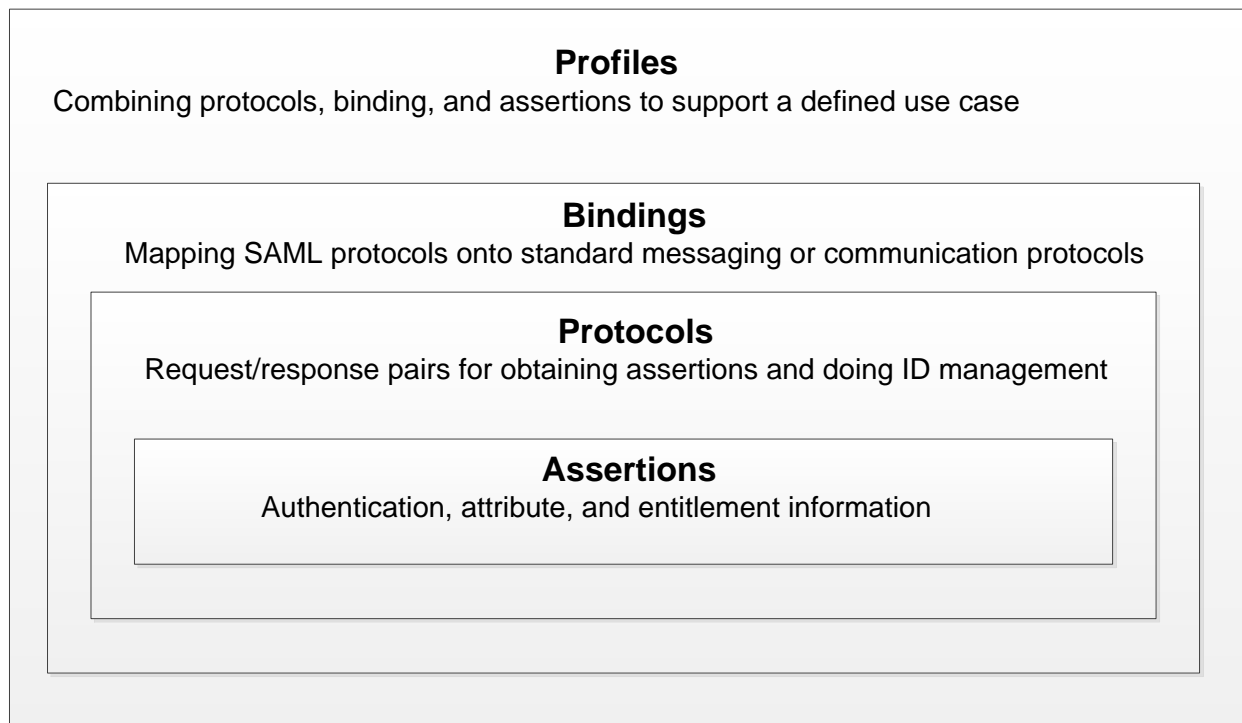 Profiles
Combining protocols, binding, and assertions to support a defined use case
Bindings
Mapping SAML protocols onto standard messaging or communication protocols
Protocols
Request/response pairs for obtaining assertions and doing ID management
Assertions
Authentication, attribute, and entitlement information